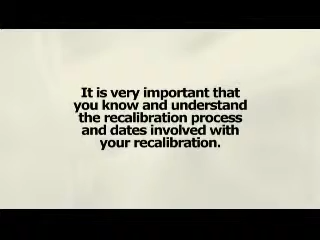 It is very important that
you know and understand
the recalibration process
and dates involved with
your recalibration.